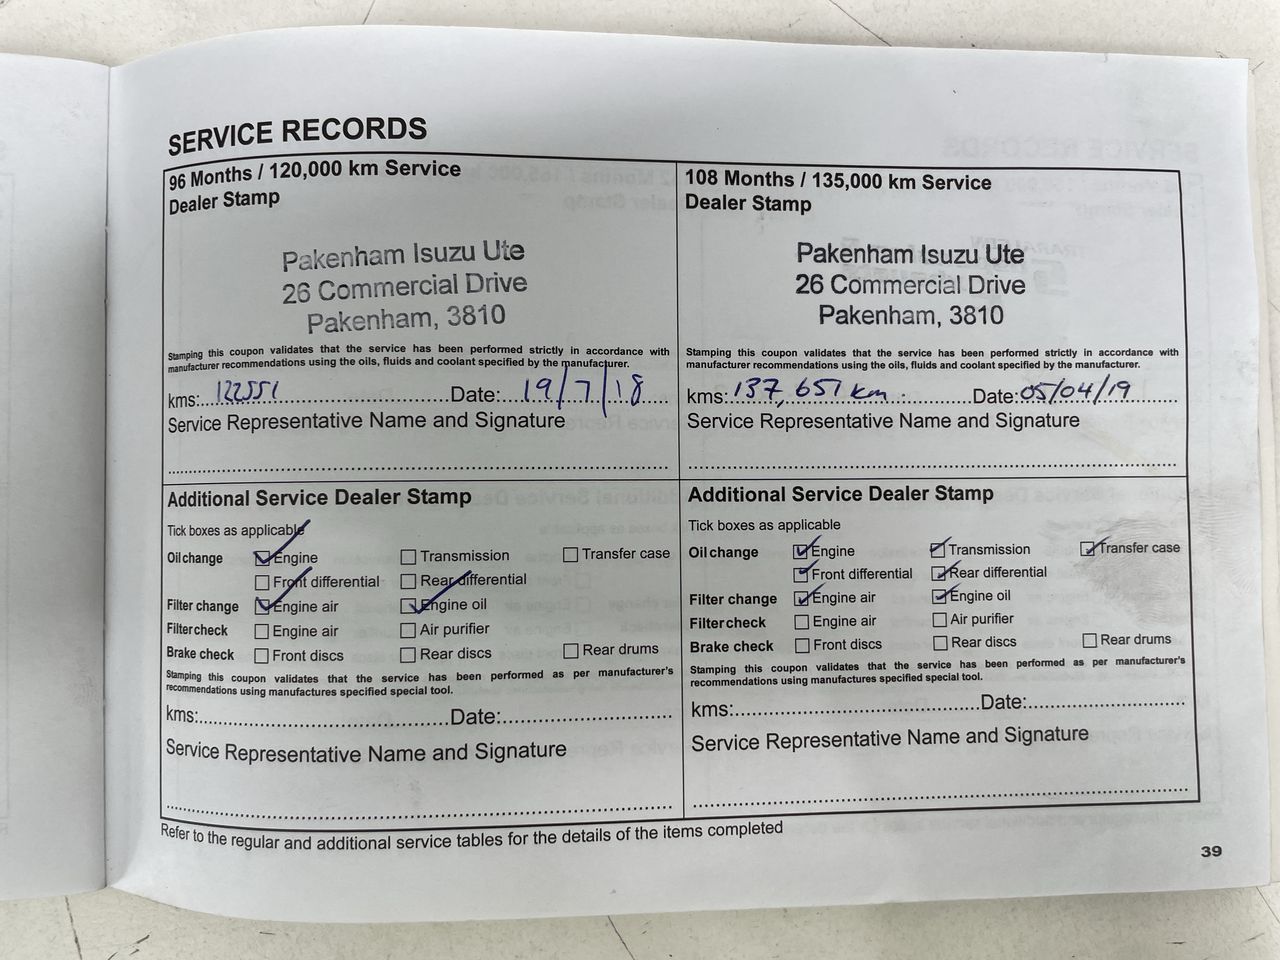 SERVICE RECORDS
96 Months / 120,000 km Service
Dealer Stamp
Pakenham Isuzu Ute
26 Commercial Drive
Pakenham, 3810
Stamping this coupon validates that the service has been performed strictly in accordance with
manufacturer recommendations using the oils, fluids and coolant specified by the manufacturer.
kms: 122551 Date: 19/7/18
Service Representative Name and Signature
Additional Service Dealer Stamp
Tick boxes as applicable
Oil change Engine Transmission Transfer case
Front differential Rear differential
Filter change Engine air Engine oil
Filter check Engine air Air purifier
Brake check Front discs Rear discs Rear drums
Stamping this coupon validates that the service has been performed as per manufacturer's
recommendations using manufactures specified special tool.
kms: Date:
Service Representative Name and Signature
108 Months / 135,000 km Service
Dealer Stamp
Pakenham Isuzu Ute
26 Commercial Drive
Pakenham, 3810
Stamping this coupon validates that the service has been performed strictly in accordance with
manufacturer recommendations using the oils, fluids and coolant specified by the manufacturer.
kms: 137,651 km. Date: 05/04/19
Service Representative Name and Signature
Additional Service Dealer Stamp
Tick boxes as applicable
Oil change Engine Transmission Transfer case
Front differential Rear differential
Filter change Engine air Engine oil
Filter check Engine air Air purifier
Brake check Front discs Rear discs Rear drums
Stamping this coupon validates that the service has been performed as per manufacturer's
recommendations using manufactures specified special tool.
kms: Date:
Service Representative Name and Signature
Refer to the regular and additional service tables for the details of the items completed
39